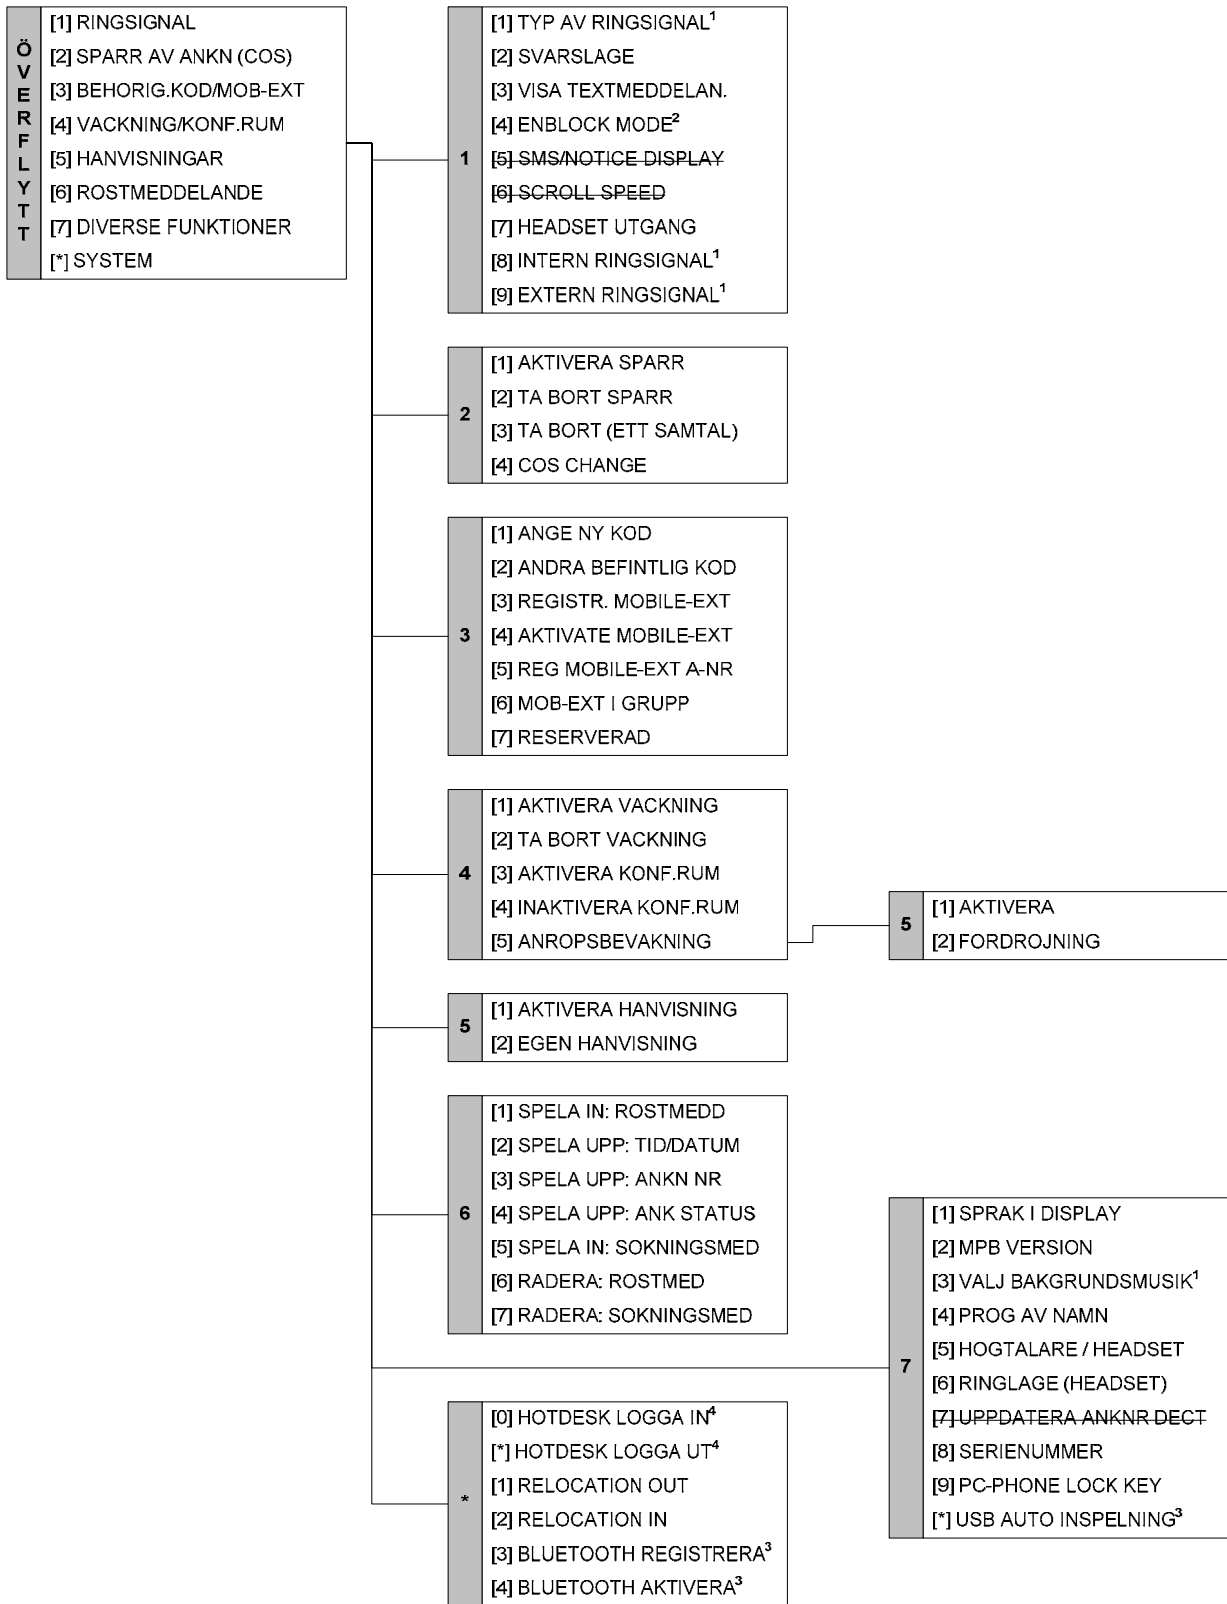 ÖVERFLYTT
[1] RINGSIGNAL
[2] SPARR AV ANKN (COS)
[3] BEHORIG.KOD/MOB-EXT
[4] VACKNING/KONF.RUM
[5] HANVISNINGAR
[6] ROSTMEDDELANDE
[7] DIVERSE FUNKTIONER
[*] SYSTEM
1
[1] TYP AV RINGSIGNAL¹
[2] SVARSLAGE
[3] VISA TEXTMEDDELAN.
[4] ENBLOCK MODE²
[5] SMS/NOTICE DISPLAY
[6] SCROLL SPEED
[7] HEADSET UTGANG
[8] INTERN RINGSIGNAL¹
[9] EXTERN RINGSIGNAL¹
2
[1] AKTIVERA SPARR
[2] TA BORT SPARR
[3] TA BORT (ETT SAMTAL)
[4] COS CHANGE
3
[1] ANGE NY KOD
[2] ANDRA BEFINTLIG KOD
[3] REGISTR. MOBILE-EXT
[4] AKTIVATE MOBILE-EXT
[5] REG MOBILE-EXT A-NR
[6] MOB-EXT I GRUPP
[7] RESERVERAD
4
[1] AKTIVERA VACKNING
[2] TA BORT VACKNING
[3] AKTIVERA KONF.RUM
[4] INAKTIVERA KONF.RUM
[5] ANROPSBEVAKNING
5
[1] AKTIVERA
[2] FORDROJNING
5
[1] AKTIVERA HANVISNING
[2] EGEN HANVISNING
6
[1] SPELA IN: ROSTMEDD
[2] SPELA UPP: TID/DATUM
[3] SPELA UPP: ANKN NR
[4] SPELA UPP: ANK STATUS
[5] SPELA IN: SOKNINGSMED
[6] RADERA: ROSTMED
[7] RADERA: SOKNINGSMED
7
[1] SPRAK I DISPLAY
[2] MPB VERSION
[3] VALJ BAKGRUNDSMUSIK¹
[4] PROG AV NAMN
[5] HOGTALARE / HEADSET
[6] RINGLAGE (HEADSET)
[7] UPPDATERA ANKNR DECT
[8] SERIENUMMER
[9] PC-PHONE LOCK KEY
[*] USB AUTO INSPELNING³
*
[0] HOTDESK LOGGA IN⁴
[*] HOTDESK LOGGA UT⁴
[1] RELOCATION OUT
[2] RELOCATION IN
[3] BLUETOOTH REGISTRERA³
[4] BLUETOOTH AKTIVERA³